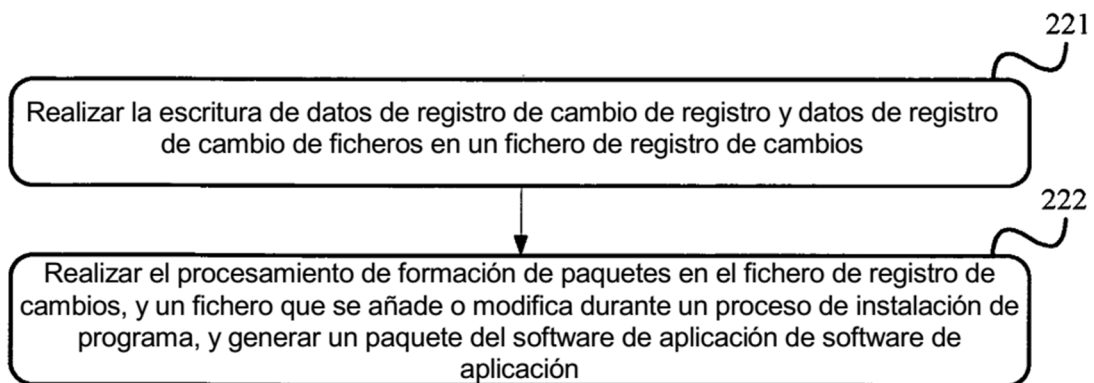 221
Realizar la escritura de datos de registro de cambio de registro y datos de registro
de cambio de ficheros en un fichero de registro de cambios
222
Realizar el procesamiento de formación de paquetes en el fichero de registro de
cambios, y un fichero que se añade o modifica durante un proceso de instalación de
programa, y generar un paquete del software de aplicación de software de
aplicación